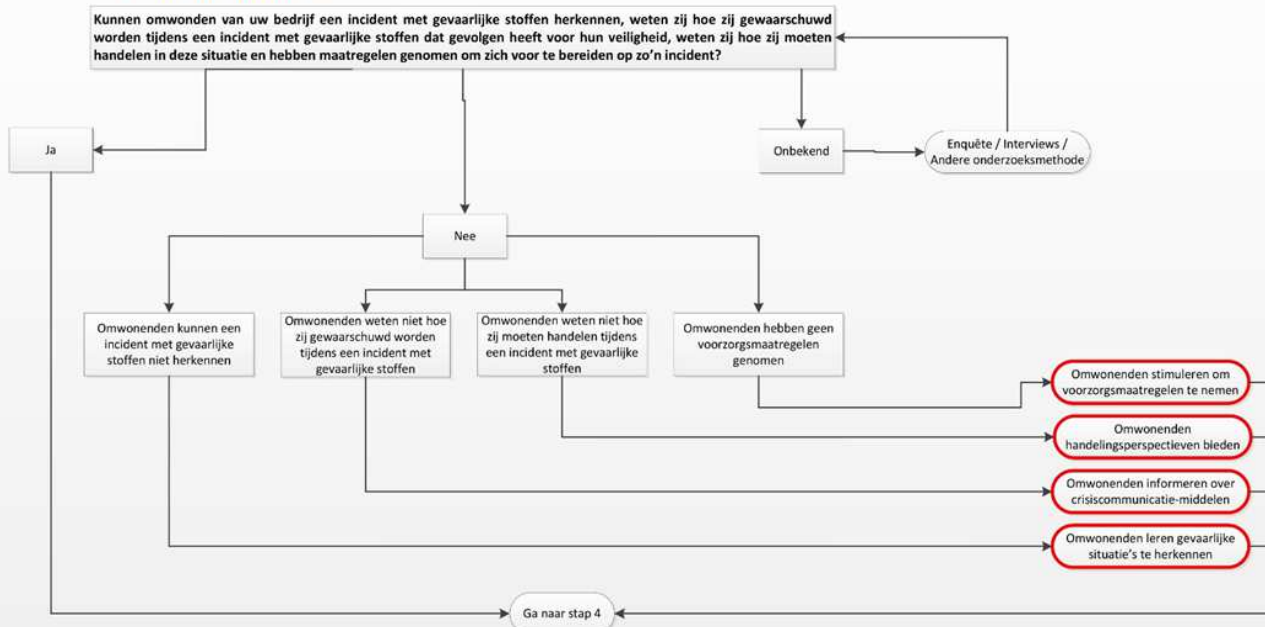 Kunnen omwonden van uw bedrijf een incident met gevaarlijke stoffen herkennen, weten zij hoe zij gewaarschuwd
worden tijdens een incident met gevaarlijke stoffen dat gevolgen heeft voor hun veiligheid, weten zij hoe zij moeten
handelen in deze situatie en hebben maatregelen genomen om zich voor te bereiden op zo'n incident?
Ja
Onbekend
Enquête / Interviews /
Andere onderzoeksmethode
Nee
Omwonenden kunnen een
incident met gevaarlijke
stoffen niet herkennen
Omwonenden weten niet hoe
zij gewaarschuwd worden
tijdens een incident met
gevaarlijke stoffen
Omwonenden weten niet hoe
zij moeten handelen tijdens
een incident met gevaarlijke
stoffen
Omwonenden hebben geen
voorzorgsmaatregelen
genomen
Omwonenden stimuleren om
voorzorgsmaatregelen te nemen
Omwonenden
handelingsperspectieven bieden
Omwonenden informeren over
crisiscommunicatie-middelen
Omwonenden leren gevaarlijke
situatie's te herkennen
Ga naar stap 4